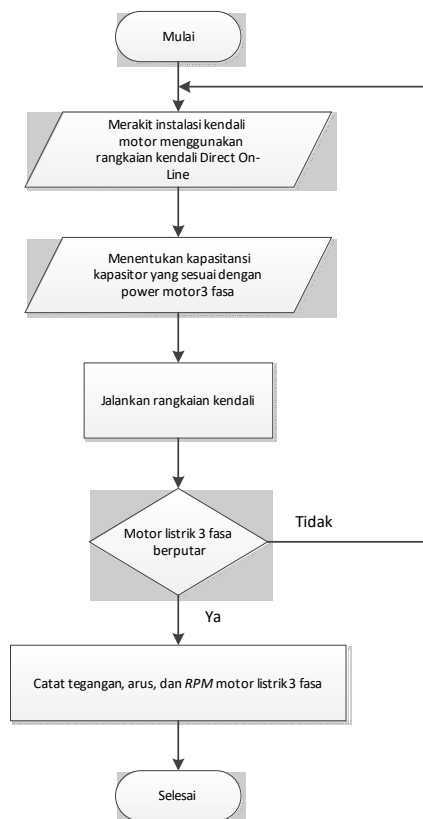 Mulai
Merakit instalasi kendali
motor menggunakan
rangkaian kendali Direct On-
Line
Menentukan kapasitansi
kapasitor yang sesuai dengan
power motor3 fasa
Jalankan rangkaian kendali
Motor listrik 3 fasa
berputar
Tidak
Ya
Catat tegangan, arus, dan RPM motor listrik3 fasa
Selesai